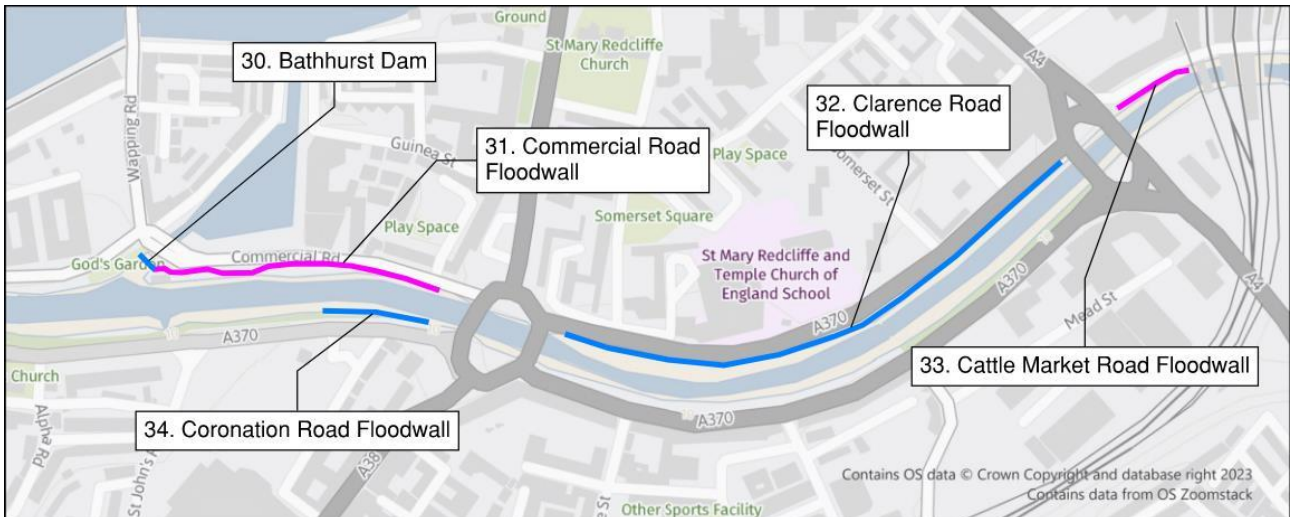 Ground
A4
30. Bathhurst Dam
St Mary Redcliffe
Church
Wapping Rd
31. Commercial Road
Floodwall
32. Clarence Road
Floodwall
Guinea St
Play Space
Somerset St
Play Space
Somerset Square
God's Garden
Commercial Rd
St Mary Redcliffe and
Temple Church of
England School
A4
A370
A370
Mead St
A370
33. Cattle Market Road Floodwall
Church
Alpha Rd
St John's
34. Coronation Road Floodwall
A370
A38
Contains OS data © Crown Copyright and database right 2023
Contains data from OS Zoomstack
Other Sports Facility